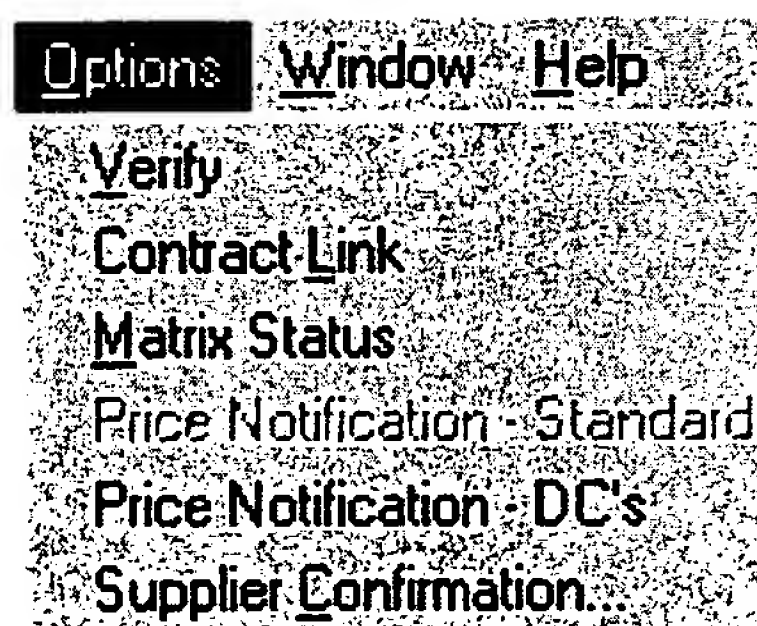 Options Window Help
Verify
Contract Link
Matrix Status
Price Notification - Standard
Price Notification - DC's
Supplier Confirmation...